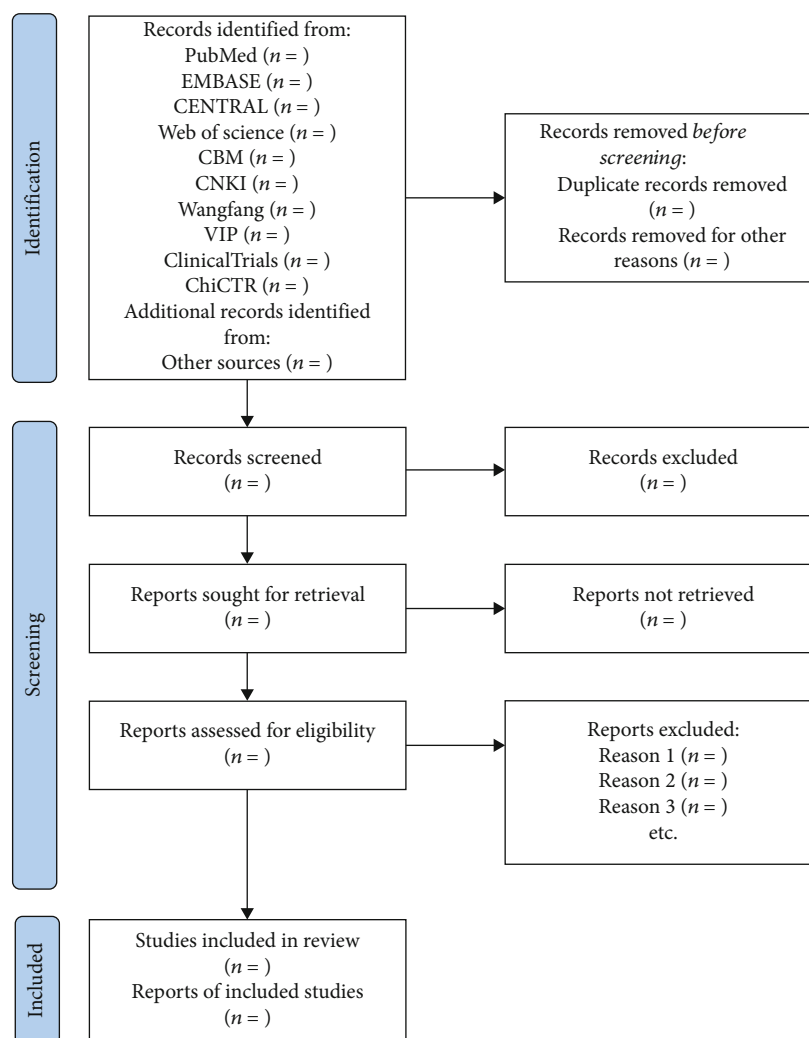 Identification
Records identified from:
PubMed (n = )
EMBASE (n = )
CENTRAL (n = )
Web of science (n = )
CBM (n = )
CNKI (n = )
Wangfang (n = )
VIP (n = )
ClinicalTrials (n = )
ChiCTR (n = )
Additional records identified
from:
Other sources (n = )
Records removed before
screening:
Duplicate records removed
(n = )
Records removed for other
reasons (n = )
Screening
Records screened
(n = )
Records excluded
(n = )
Reports sought for retrieval
(n = )
Reports not retrieved
(n = )
Reports assessed for eligibility
(n = )
Reports excluded:
Reason 1 (n = )
Reason 2 (n = )
Reason 3 (n = )
etc.
Included
Studies included in review
(n = )
Reports of included studies
(n = )